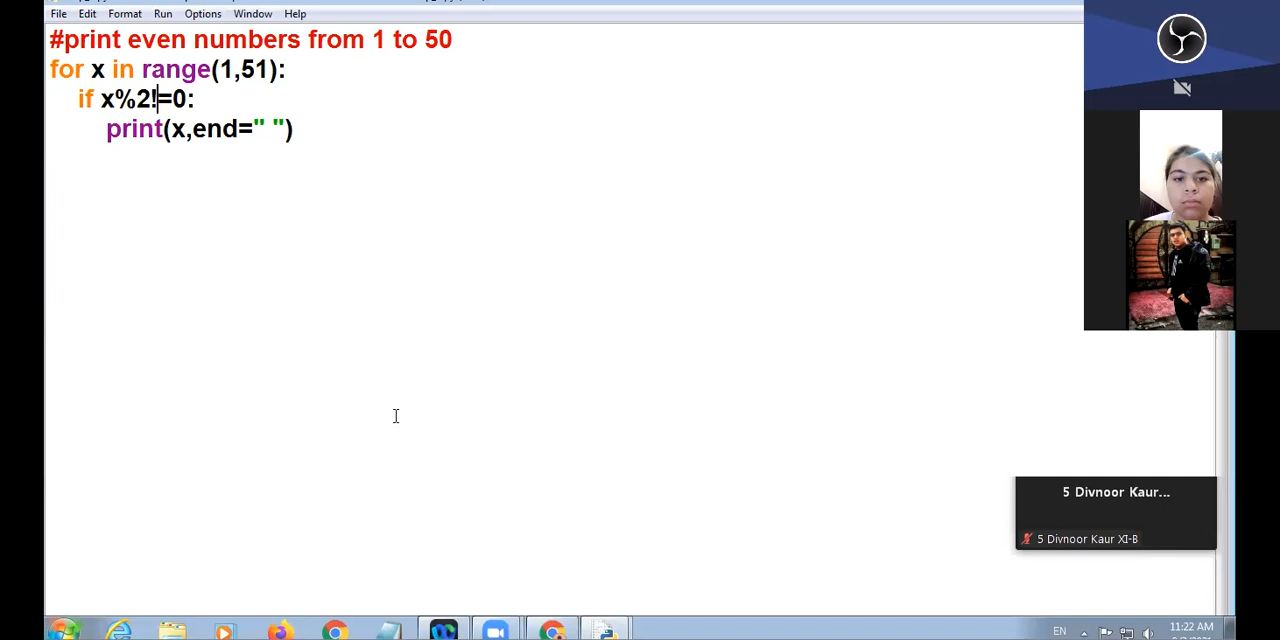 File Edit Format Run Options Window Help
#print even numbers from 1 to 50
for x in range(1,51):
if x%2!=0:
print(x,end=" ")
5 Divnoor Kaur...
5 Divnoor Kaur XI-B
EN
11:22 AM